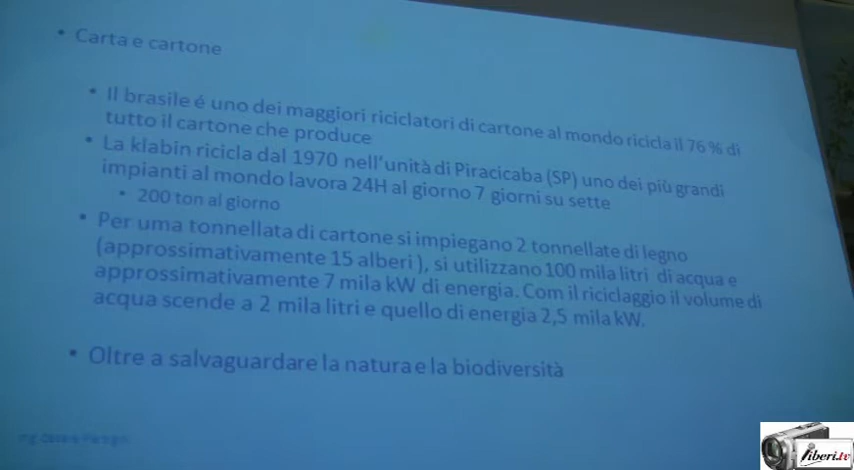 • Carta e cartone
• Il brasile é uno dei maggiori riciclatori di cartone al mondo ricicla il 76 % di
tutto il cartone che produce
• La klabin ricicla dal 1970 nell'unità di Piracicaba (SP) uno dei più grandi
impianti al mondo lavora 24H al giorno 7 giorni su sette
• 200 ton al giorno
• Per uma tonnellata di cartone si impiegano 2 tonnellate di legno
(approssimativamente 15 alberi ), si utilizzano 100 mila litri di acqua e
approssimativamente 7 mila kW di energia. Com il riciclaggio il volume di
acqua scende a 2 mila litri e quello di energia 2,5 mila kW.
• Oltre a salvaguardare la natura e la biodiversità
liberi.tv